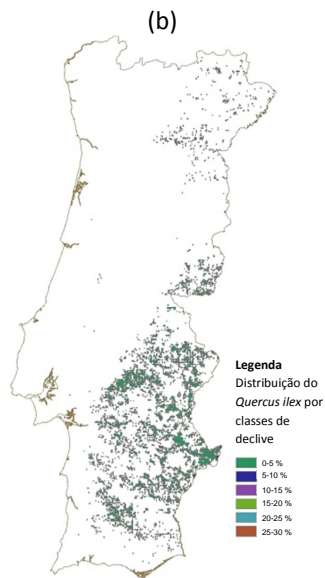 (b)
Legenda
Distribuição do
Quercus ilex por
classes de
declive
0-5 %
5-10 %
10-15 %
15-20 %
20-25 %
25-30 %